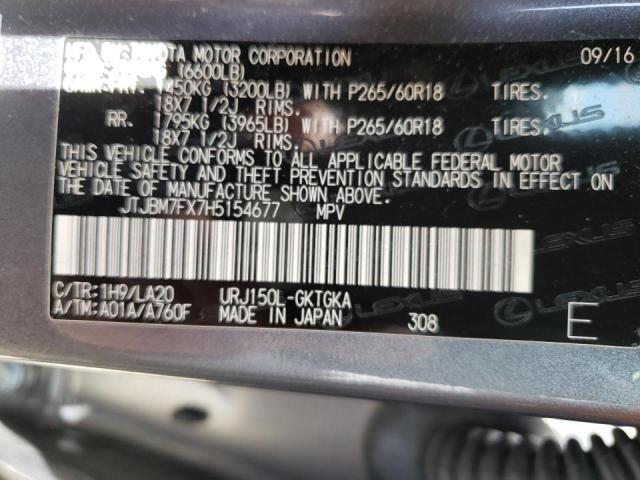 MOTOR CORPORATION 09/16
(6600LB)
(3200LB) WITH P265/60R18 TIRES.
18X7 1/2J RIMS.
RR. 1795KG (3965LB) WITH P265/60R18 TIRES.
18X7 1/2J RIMS.
THIS VEHICLE CONFORMS TO ALL APPLICABLE FEDERAL MOTOR
VEHICLE SAFETY AND THEFT PREVENTION STANDARDS IN EFFECT ON
THE DATE OF MANUFACTURE SHOWN ABOVE.
JTJBM7FX7H5154677 MPV
C/TR:1H9/LA20 URJ150L-GKTGKA
A/TM:A01A/A760F MADE IN JAPAN 308 E
LEXUS
LEXUS
LEXUS